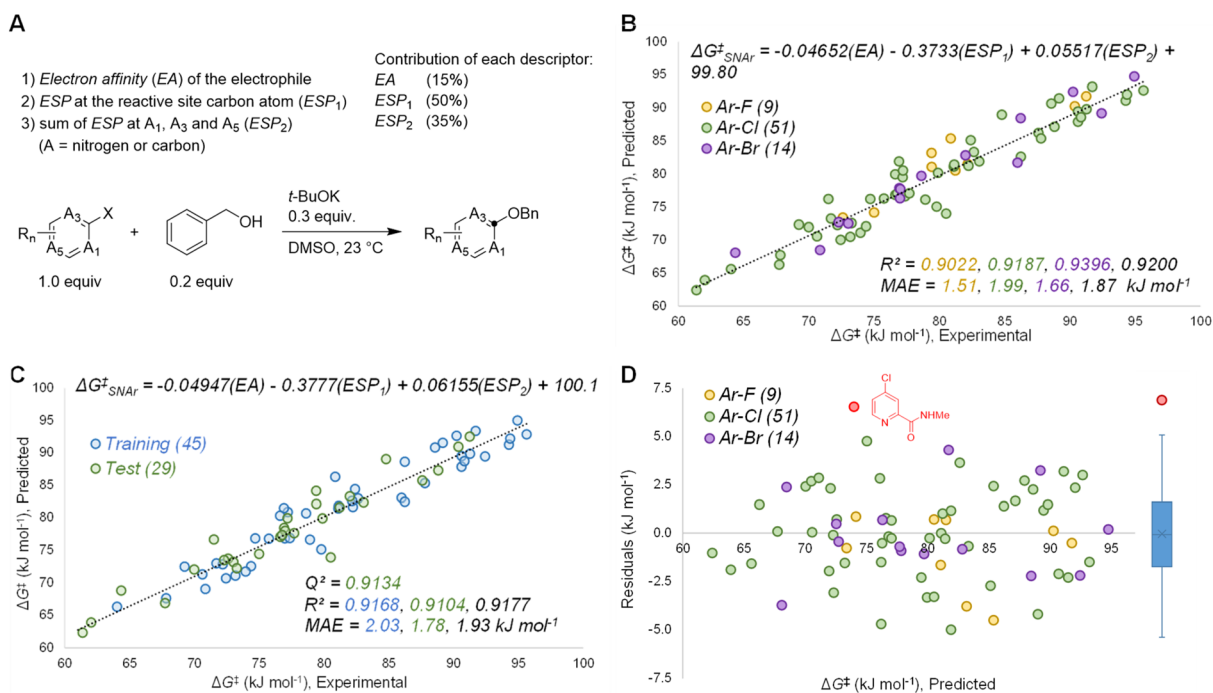 A
1) Electron affinity (EA) of the electrophile
2) ESP at the reactive site carbon atom (ESP₁)
3) sum of ESP at A₁, A₃ and A₅ (ESP₂)
(A = nitrogen or carbon)
Contribution of each descriptor:
EA (15%)
ESP₁ (50%)
ESP₂ (35%)
Rₙ A₃ X A₅ A₁
+
OH
t-BuOK
0.3 equiv.
DMSO, 23 °C
Rₙ A₃ OBn A₅ A₁
1.0 equiv
0.2 equiv
B
ΔG‡SNAr = -0.04652(EA) - 0.3733(ESP₁) + 0.05517(ESP₂) +
99.80
Ar-F (9)
Ar-Cl (51)
Ar-Br (14)
R² = 0.9022, 0.9187, 0.9396, 0.9200
MAE = 1.51, 1.99, 1.66, 1.87 kJ mol⁻¹
ΔG‡ (kJ mol⁻¹), Predicted
100
95
90
85
80
75
70
65
60
60 65 70 75 80 85 90 95 100
ΔG‡ (kJ mol⁻¹), Experimental
C
ΔG‡SNAr = -0.04947(EA) - 0.3777(ESP₁) + 0.06155(ESP₂) + 100.1
Training (45)
Test (29)
Q² = 0.9134
R² = 0.9168, 0.9104, 0.9177
MAE = 2.03, 1.78, 1.93 kJ mol⁻¹
ΔG‡ (kJ mol⁻¹), Predicted
100
95
90
85
80
75
70
65
60
60 65 70 75 80 85 90 95 100
ΔG‡ (kJ mol⁻¹), Experimental
D
Ar-F (9)
Ar-Cl (51)
Ar-Br (14)
Cl
N
NHMe
O
Residuals (kJ mol⁻¹)
7.5
5.0
2.5
0.0
-2.5
-5.0
-7.5
60 65 70 75 80 85 90 95
ΔG‡ (kJ mol⁻¹), Predicted